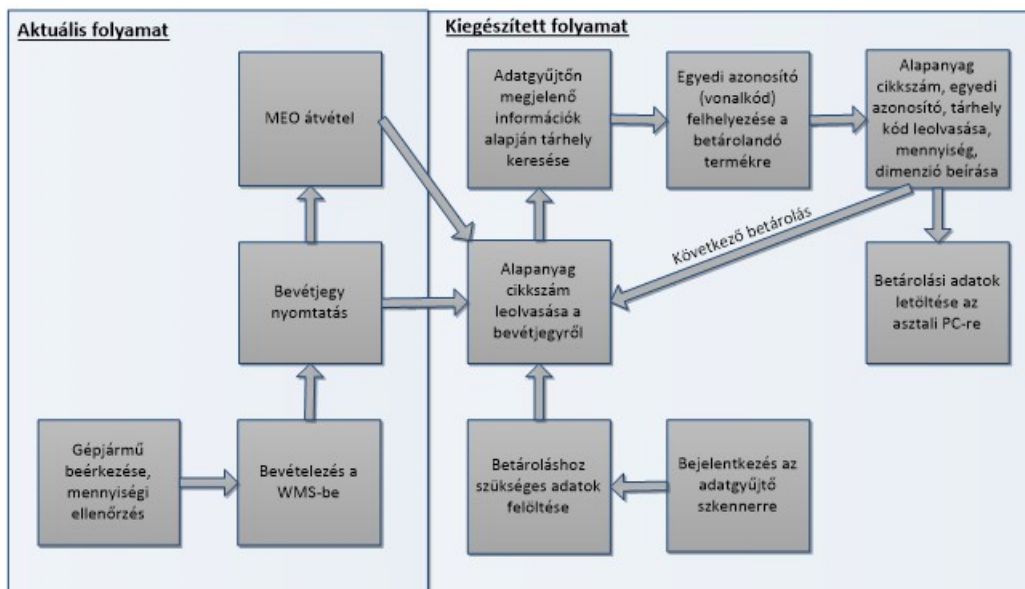 Aktuális folyamat
MEO átvétel
Bevétjegy
nyomtatás
Gépjármű
beérkezése,
mennyiségi
ellenőrzés
Bevételezés a
WMS-be
Kiegészített folyamat
Adatgyűjtőn
megjelenő
információk
alapján tárhely
keresése
Egyedi azonosító
(vonalkód)
felhelyezése a
betárolandó
termékre
Alapanyag
cikkszám, egyedi
azonosító, tárhely
kód leolvasása,
mennyiség,
dimenzió beírása
Következő betárolás
Alapanyag
cikkszám
leolvasása a
bevétjegyről
Betárolási adatok
letöltése az
asztali PC-re
Betároláshoz
szükséges adatok
felöltése
Bejelentkezés az
adatgyűjtő
szkennerre